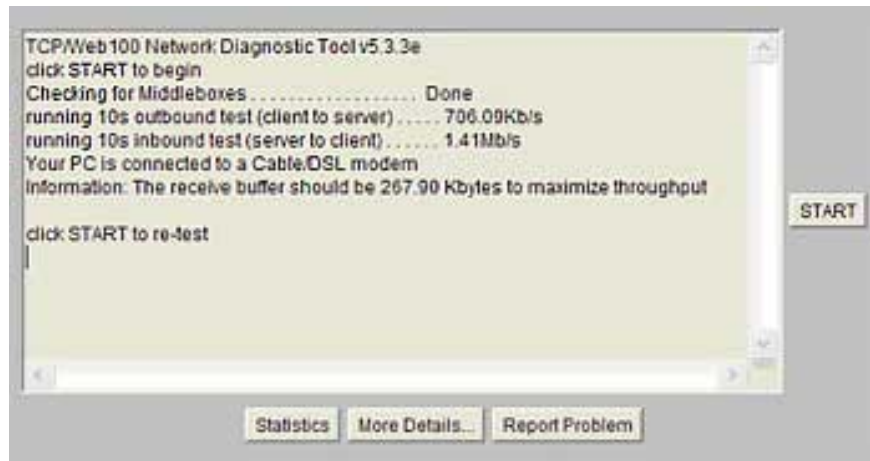 TCP/Web100 Network Diagnostic Tool v5.3.3e
click START to begin
Checking for Middleboxes . . . . . . . . . . . . . . . . . . Done
running 10s outbound test (client to server) . . . . . 706.09Kb/s
running 10s inbound test (server to client) . . . . . . 1.41Mb/s
Your PC is connected to a Cable/DSL modem
Information: The receive buffer should be 267.90 Kbytes to maximize throughput
click START to re-test
START
Statistics More Details... Report Problem